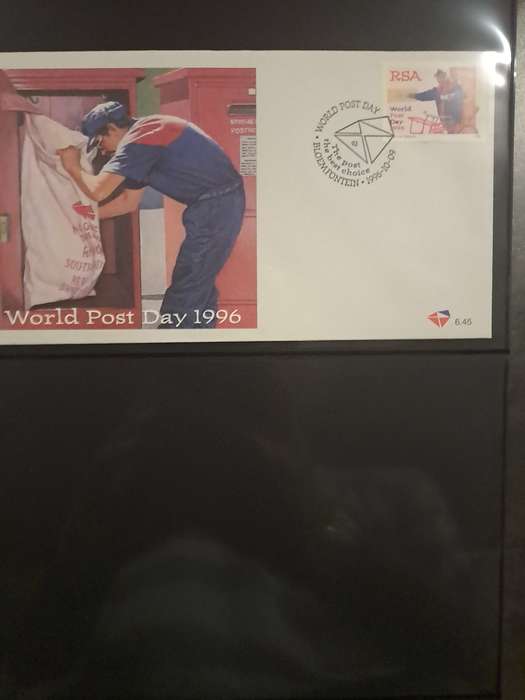 World Post Day 1996
WORLD POST DAY
BLOEMFONTEIN • 1996-10-09
The post
the best choice
RSA
World
Post
Day
1996
6.45